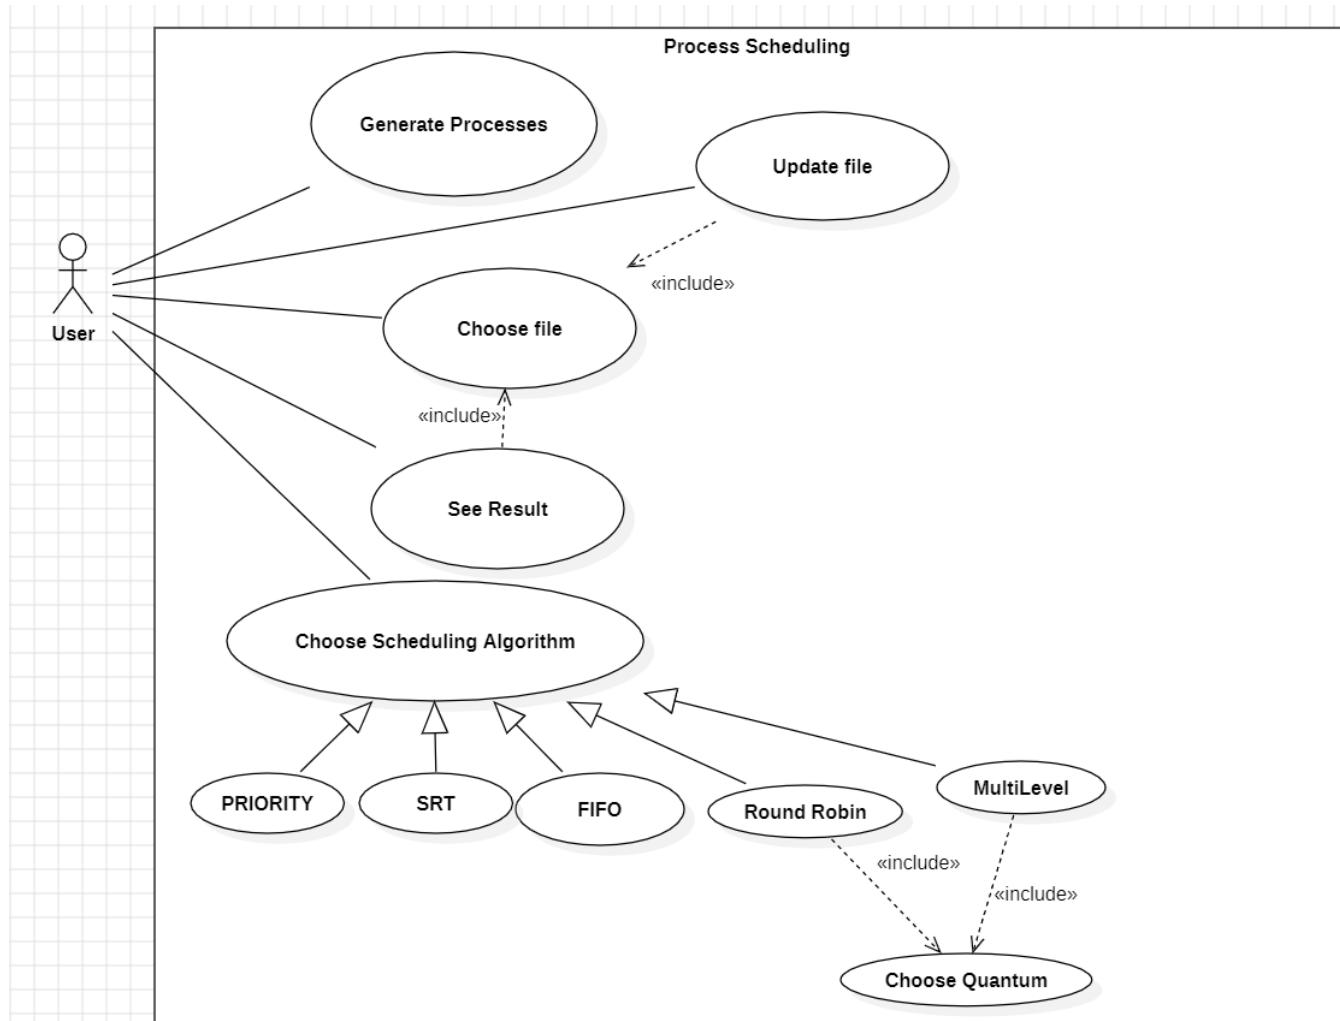 Process Scheduling
Generate Processes
Update file
«include»
User
Choose file
«include»
See Result
Choose Scheduling Algorithm
PRIORITY
SRT
FIFO
Round Robin
MultiLevel
«include»
«include»
Choose Quantum